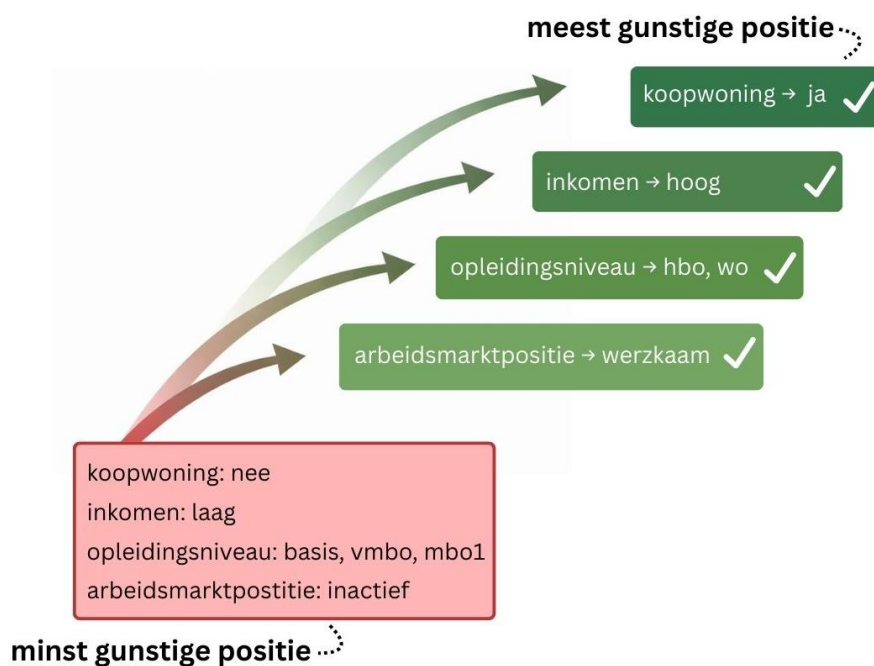 meest gunstige positie
koopwoning → ja
inkomen → hoog
opleidingsniveau → hbo, wo
arbeidsmarktpositie → werzkaam
koopwoning: nee
inkomen: laag
opleidingsniveau: basis, vmbo, mbo1
arbeidsmarktpostitie: inactief
minst gunstige positie